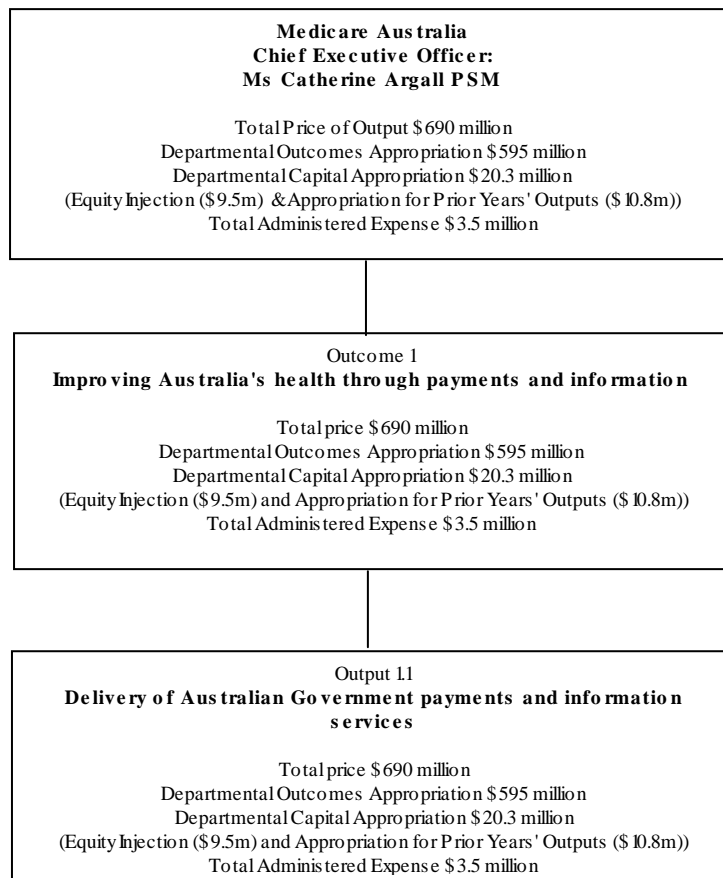 Medicare Australia
Chief Executive Officer:
Ms Catherine Argall PSM
Total Price of Output $690 million
Departmental Outcomes Appropriation $595 million
Departmental Capital Appropriation $20.3 million
(Equity Injection ($9.5m) & Appropriation for Prior Years' Outputs ($10.8m))
Total Administered Expense $3.5 million
Outcome 1
Improving Australia's health through payments and information
Total price $690 million
Departmental Outcomes Appropriation $595 million
Departmental Capital Appropriation $20.3 million
(Equity Injection ($9.5m) and Appropriation for Prior Years' Outputs ($10.8m))
Total Administered Expense $3.5 million
Output 1.1
Delivery of Australian Government payments and information
services
Total price $690 million
Departmental Outcomes Appropriation $595 million
Departmental Capital Appropriation $20.3 million
(Equity Injection ($9.5m) and Appropriation for Prior Years' Outputs ($10.8m))
Total Administered Expense $3.5 million